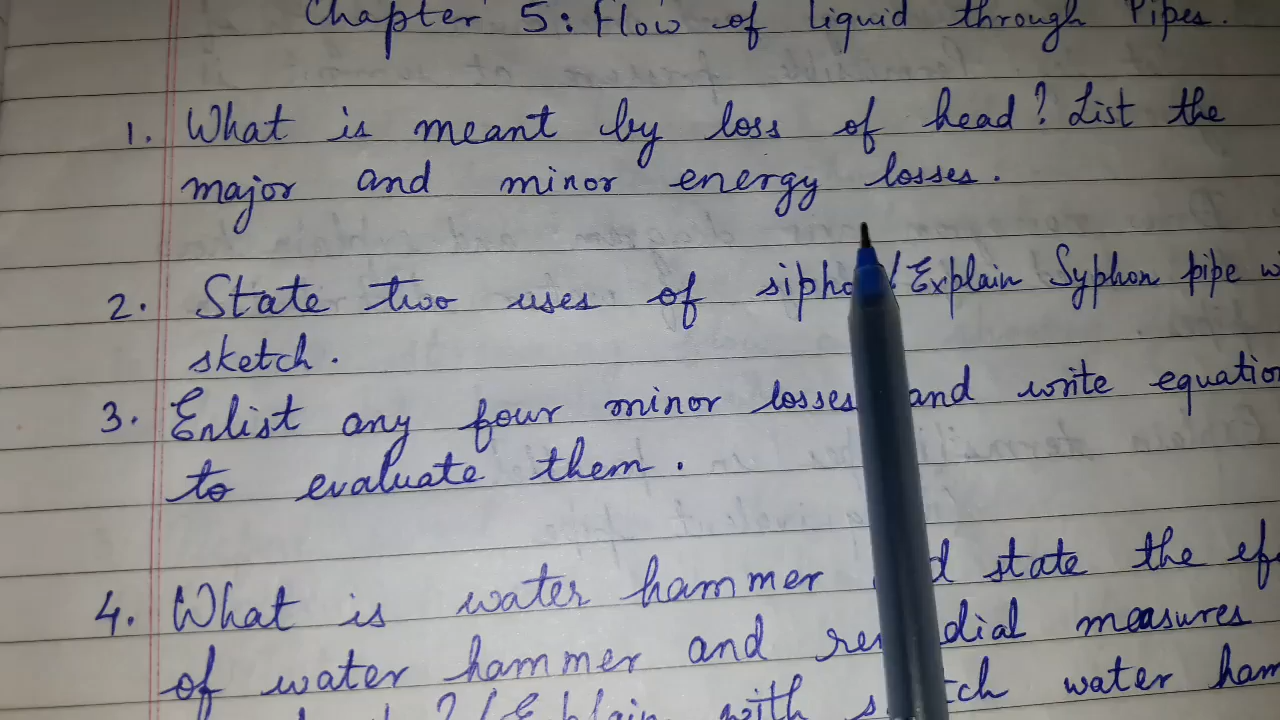 Chapter 5: Flow of liquid through Pipes.
1. What is meant by loss of head? List the
major and minor energy losses.
2. State two uses of / Explain Syphon pipe
sketch.
3. Enlist any four minor losses and write
to evaluate them.
4. What is water hammer state the
of water hammer and measures
with water